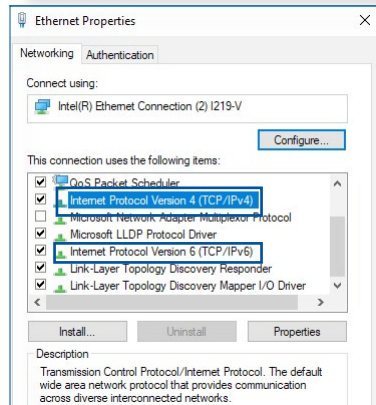 Ethernet Properties
Networking Authentication
Connect using:
Intel(R) Ethernet Connection (2) I219-V
Configure...
This connection uses the following items:
QoS Packet Scheduler
Internet Protocol Version 4 (TCP/IPv4)
Microsoft Network Adapter Multiplexor Protocol
Microsoft LLDP Protocol Driver
Internet Protocol Version 6 (TCP/IPv6)
Link-Layer Topology Discovery Responder
Link-Layer Topology Discovery Mapper I/O Driver
Install... Uninstall Properties
Description
Transmission Control Protocol/Internet Protocol. The default
wide area network protocol that provides communication
across diverse interconnected networks.